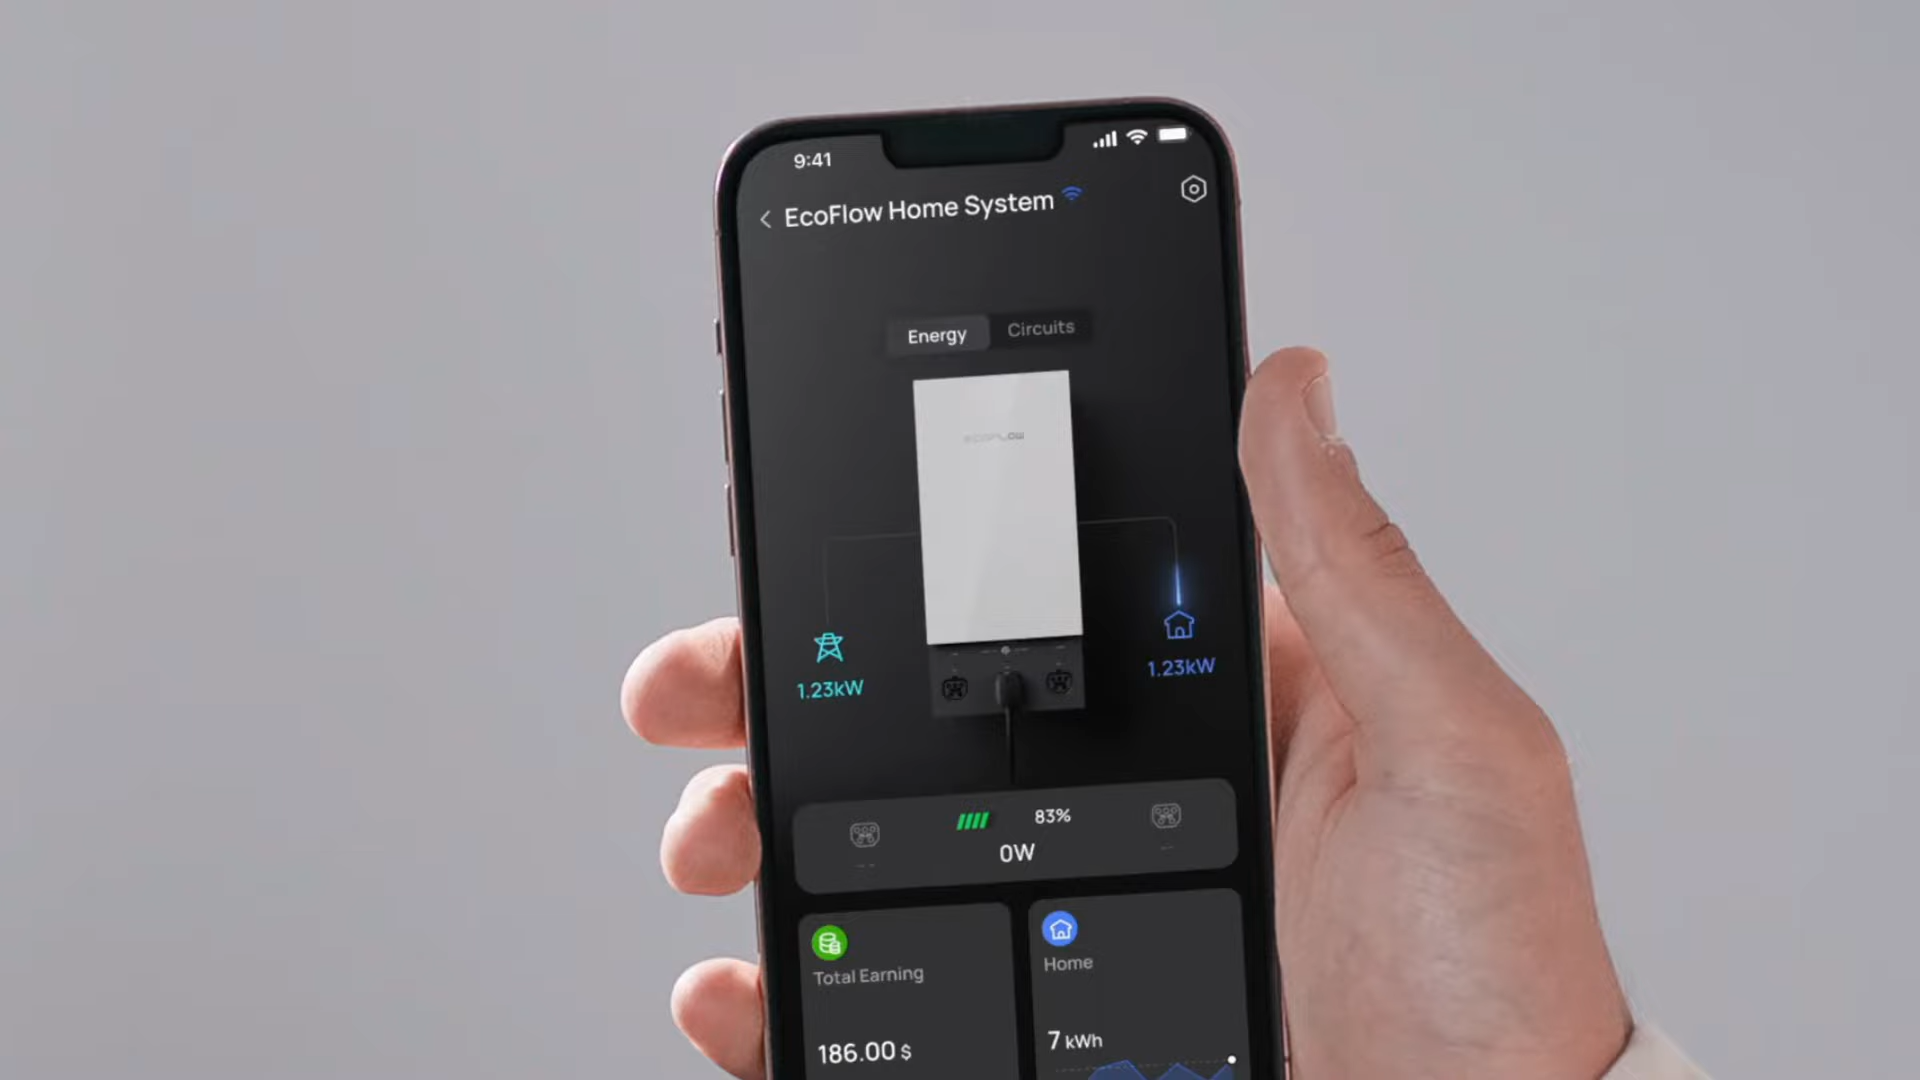 9:41
EcoFlow Home System
Energy
Circuits
ECOFLOW
1.23kW
1.23kW
83%
0W
Total Earning
186.00 $
Home
7 kWh